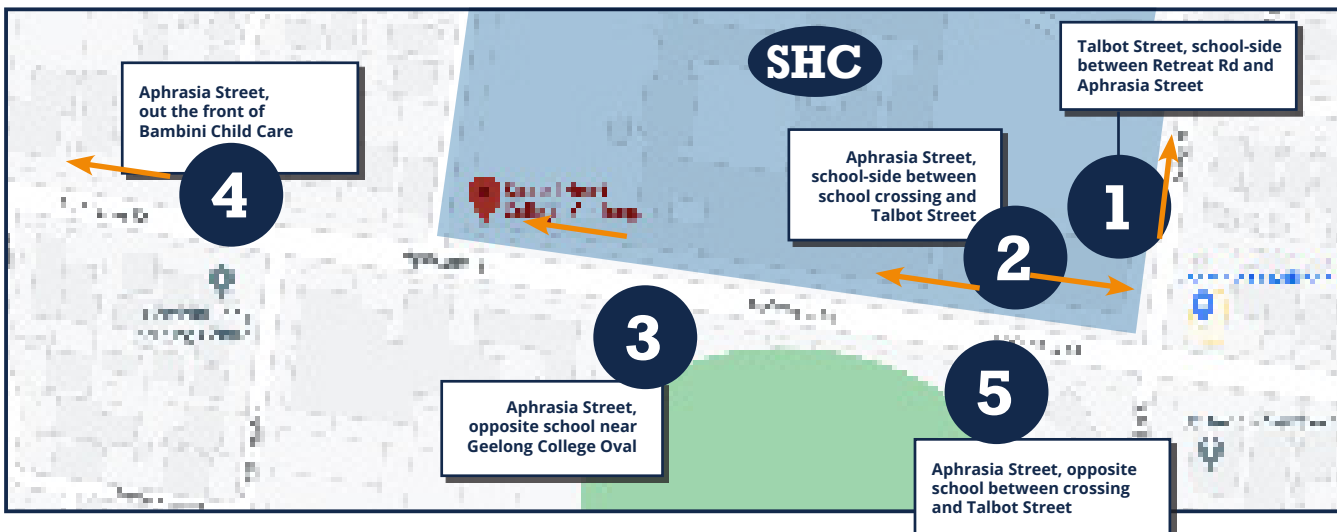 SHC
Talbot Street, school-side
between Retreat Rd and
Aphrasia Street
1
Aphrasia Street,
school-side between
school crossing and
Talbot Street
2
Aphrasia Street,
out the front of
Bambini Child Care
4
3
Aphrasia Street,
opposite school near
Geelong College Oval
5
Aphrasia Street, opposite
school between crossing
and Talbot Street